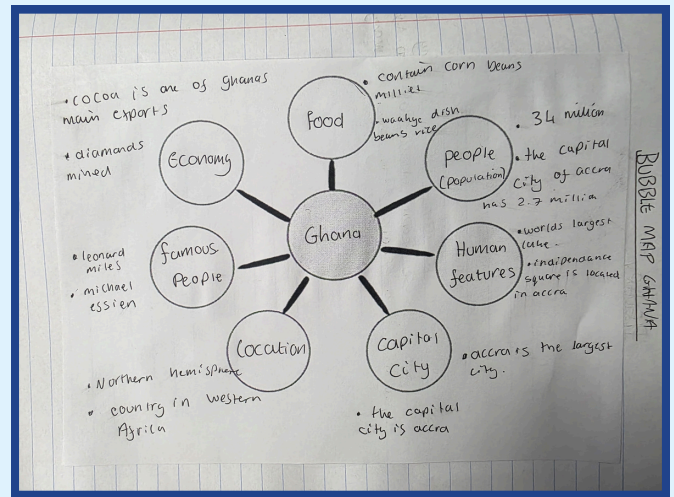 • cocoa is one of ghanas
main exports
• diamonds
mined
Economy
Food
• contain corn beans
millet
• waahye dish
beans rice
people
(population)
• 34 million
• the capital
city of accra
has 2.7 million
Ghana
famous
People
• leonard
miles
• michael
essien
Human
features
• worlds largest
lake.
• indipendance
square is located
in accra
location
• Northern hemisphere
• country in western
Africa
capital
city
• accra is the largest
city.
• the capital
city is accra
BUBBLE MAP GHANA